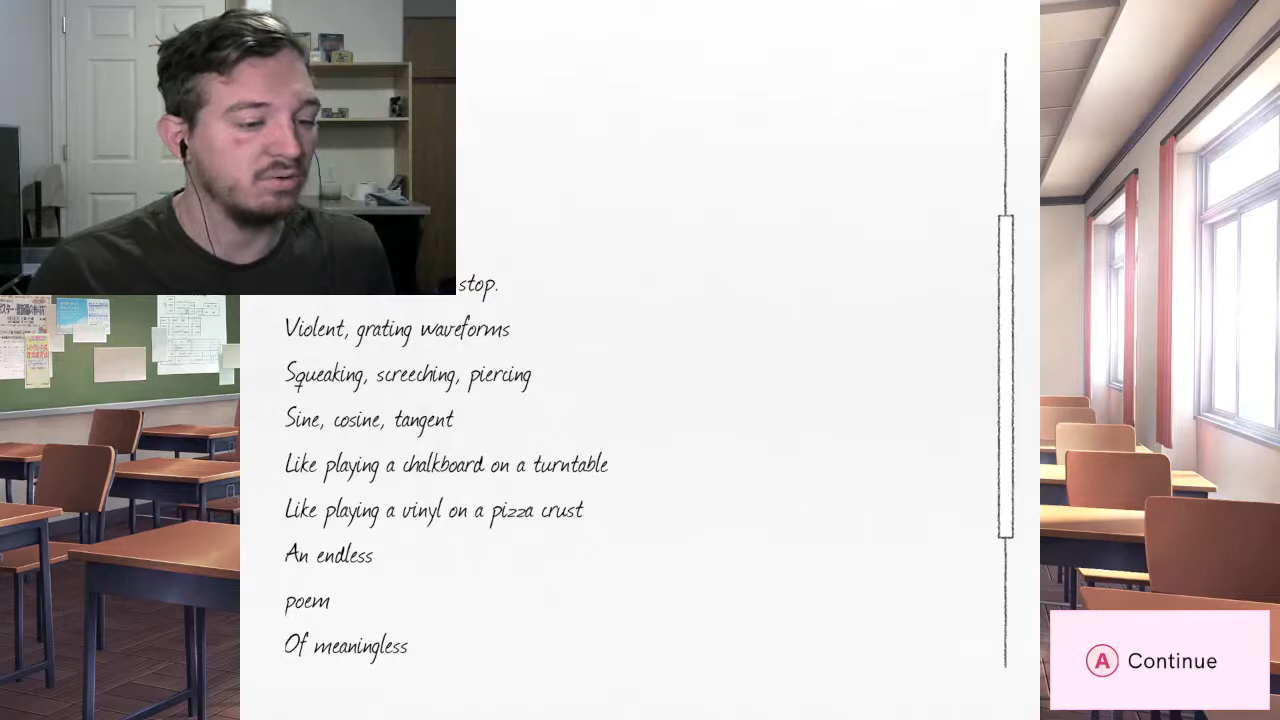 stop.
Violent, grating waveforms
Squeaking, screeching, piercing
Sine, cosine, tangent
Like playing a chalkboard on a turntable
Like playing a vinyl on a pizza crust
An endless
poem
Of meaningless
A Continue